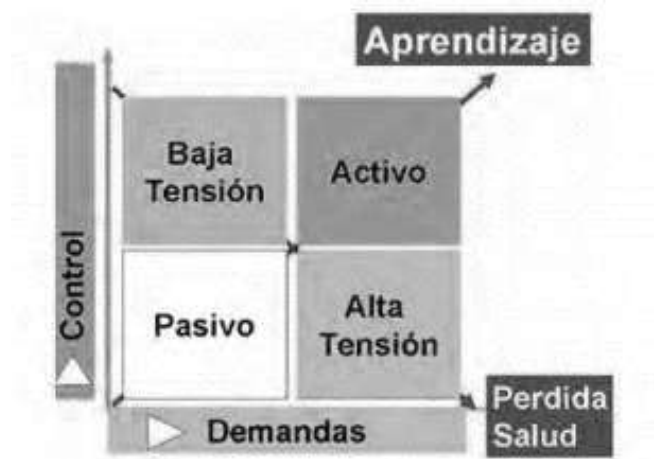 Aprendizaje
Baja
Tensión
Activo
Control
Pasivo
Alta
Tensión
Perdida
Salud
Demandas